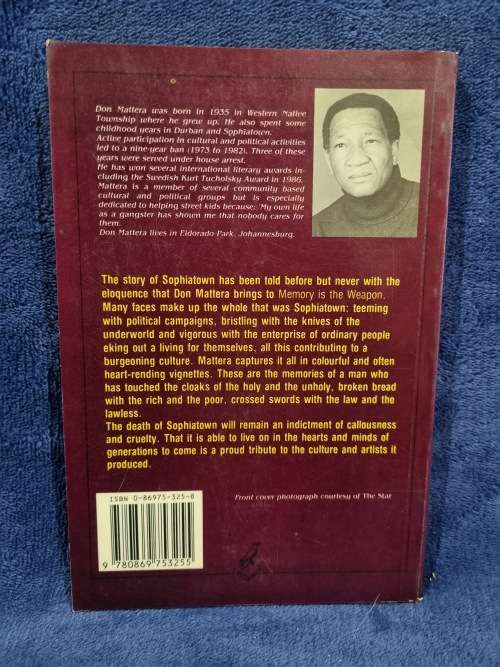 Don Mattera was born in 1935 in Western Native
Township where he grew up. He also spent some
childhood years in Durban and Sophiatown.
Active participation in cultural and political activities
led to a nine-year ban (1973 to 1982). Three of these
years were served under house arrest.
He has won several international literary awards in-
cluding the Swedish Kurt Tucholsky Award in 1986.
Mattera is a member of several community based
cultural and political groups but is especially
dedicated to helping street kids because: 'My own life
as a gangster has shown me that nobody cares for
them.
Don Mattera lives in Eldorado Park, Johannesburg.
The story of Sophiatown has been told before but never with the
eloquence that Don Mattera brings to Memory is the Weapon.
Many faces make up the whole that was Sophiatown: teeming
with political campaigns, bristling with the knives of the
underworld and vigorous with the enterprise of ordinary people
eking out a living for themselves, all this contributing to a
burgeoning culture. Mattera captures it all in colourful and often
heart-rending vignettes. These are the memories of a man who
has touched the cloaks of the holy and the unholy, broken bread
with the rich and the poor, crossed swords with the law and the
lawless.
The death of Sophiatown will remain an indictment of callousness
and cruelty. That it is able to live on in the hearts and minds of
generations to come is a proud tribute to the culture and artists it
produced.
ISBN 0-86975-325-8
Front cover photograph courtesy of The Star
9 780869 753255